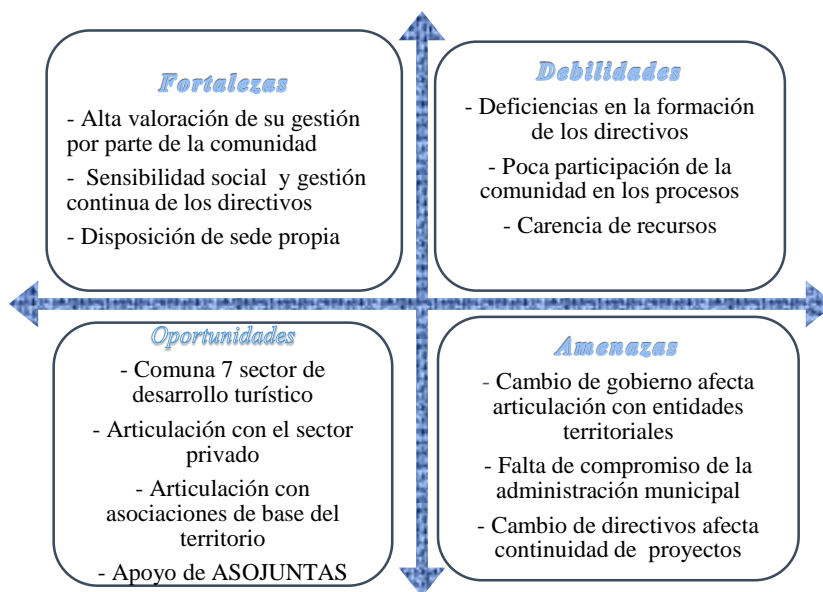 Fortalezas
- Alta valoración de su gestión
por parte de la comunidad
- Sensibilidad social y gestión
continua de los directivos
- Disposición de sede propia
Debilidades
- Deficiencias en la formación
de los directivos
- Poca participación de la
comunidad en los procesos
- Carencia de recursos
Oportunidades
- Comuna 7 sector de
desarrollo turístico
- Articulación con el sector
privado
- Articulación con
asociaciones de base del
territorio
- Apoyo de ASOJUNTAS
Amenazas
- Cambio de gobierno afecta
articulación con entidades
territoriales
- Falta de compromiso de la
administración municipal
- Cambio de directivos afecta
continuidad de proyectos